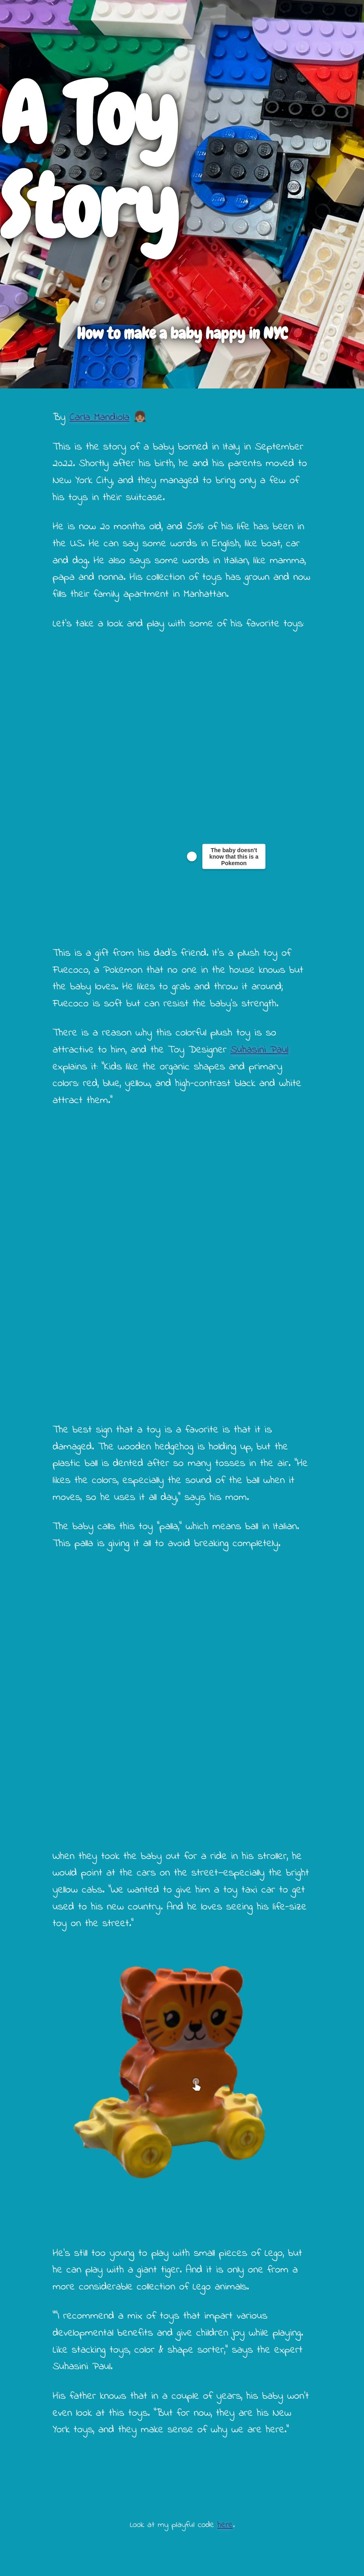 A Toy
Story
How to make a baby happy in NYC
By Carla Mandiola
This is the story of a baby borned in Italy in September
2022. Shortly after his birth, he and his parents moved to
New York City, and they managed to bring only a few of
his toys in their suitcase.
He is now 20 months old, and 50% of his life has been in
the U.S. He can say some words in English, like boat, car
and dog. He also says some words in Italian, like mamma,
papa and nonna. His collection of toys has grown and now
fills their family apartment in Manhattan.
Let's take a look and play with some of his favorite toys:
The baby doesn't
know that this is a
Pokemon
This is a gift from his dad's friend. It's a plush toy of
Fuecoco, a Pokemon that no one in the house knows but
the baby loves. He likes to grab and throw it around;
Fuecoco is soft but can resist the baby's strength.
There is a reason why this colorful plush toy is so
attractive to him, and the Toy Designer Suhasini Paul
explains it "Kids like the organic shapes and primary
colors: red, blue, yellow, and high-contrast black and white
attract them."
The best sign that a toy is a favorite is that it is
damaged. The wooden hedgehog is holding up, but the
plastic ball is dented after so many tosses in the air. "He
likes the colors, especially the sound of the ball when it
moves, so he uses it all day," says his mom.
The baby calls this toy "palla," which means ball in Italian.
This palla is giving it all to avoid breaking completely.
When they took the baby out for a ride in his stroller, he
would point at the cars on the street—especially the bright
yellow cabs. "We wanted to give him a toy taxi car to get
used to his new country. And he loves seeing his life-size
toy on the street."
He's still too young to play with small pieces of Lego, but
he can play with a giant tiger. And it is only one from a
more considerable collection of Lego animals.
"I recommend a mix of toys that impart various
developmental benefits and give children joy while playing.
Like stacking toys, color & shape sorter," says the expert
Suhasini Paul.
His father knows that in a couple of years, his baby won't
even look at this toys. "But for now, they are his New
York toys, and they make sense of why we are here."
Look at my playful code here.